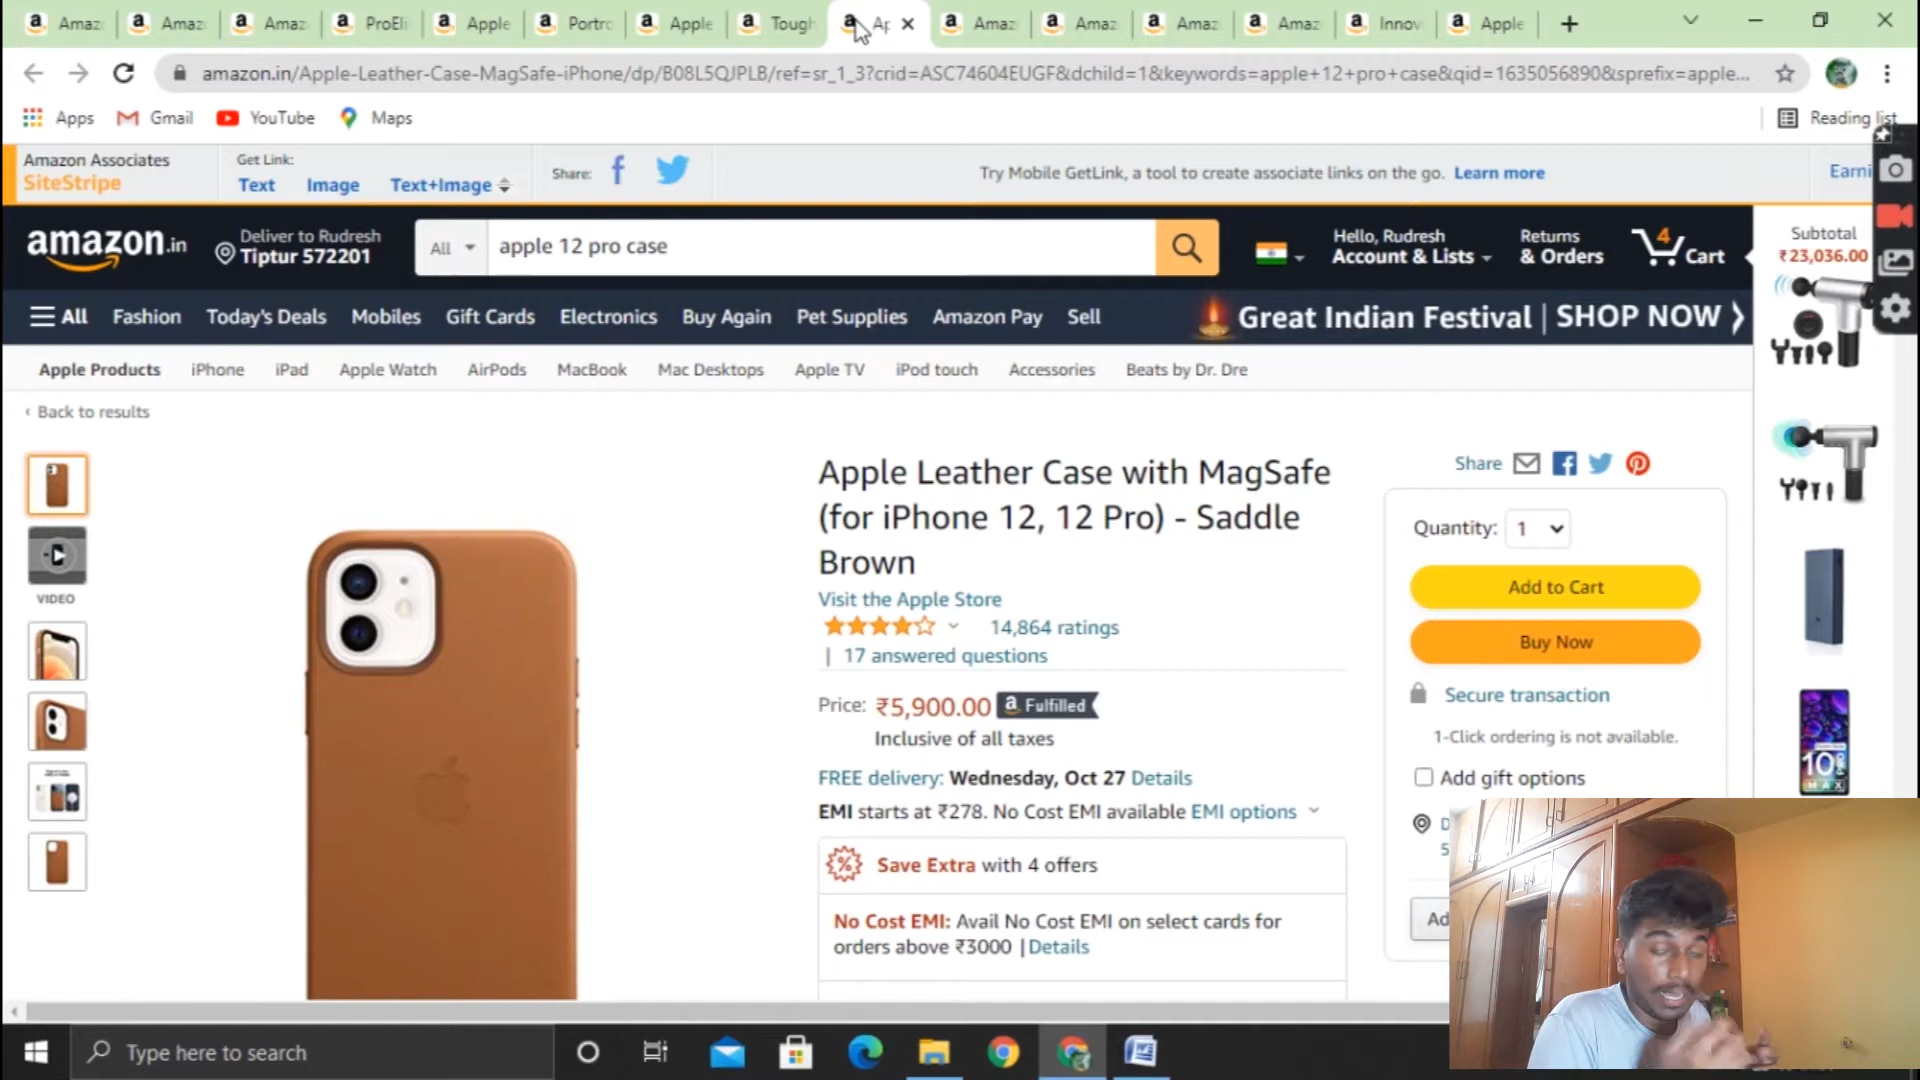 Amaz
Amaz
Amaz
ProEli
Apple
Portro
Apple
Tough
Ap
Amaz
Amaz
Amaz
Amaz
Innov
Apple
amazon.in/Apple-Leather-Case-MagSafe-iPhone/dp/B08L5QJPLB/ref=sr_1_3?crid=ASC74604EUGF&dchild=1&keywords=apple+12+pro+case&qid=1635056890&sprefix=apple...
Apps
Gmail
YouTube
Maps
Reading list
Amazon Associates
SiteStripe
Get Link:
Text
Image
Text+Image
Share:
Try Mobile GetLink, a tool to create associate links on the go. Learn more
Earni
amazon.in
Deliver to Rudresh
Tiptur 572201
All
apple 12 pro case
Hello, Rudresh
Account & Lists
Returns
& Orders
4
Cart
Subtotal
₹23,036.00
All
Fashion
Today's Deals
Mobiles
Gift Cards
Electronics
Buy Again
Pet Supplies
Amazon Pay
Sell
Great Indian Festival | SHOP NOW
Apple Products
iPhone
iPad
Apple Watch
AirPods
MacBook
Mac Desktops
Apple TV
iPod touch
Accessories
Beats by Dr. Dre
‹ Back to results
VIDEO
Apple Leather Case with MagSafe
(for iPhone 12, 12 Pro) - Saddle
Brown
Visit the Apple Store
14,864 ratings
| 17 answered questions
Price: ₹5,900.00 a Fulfilled
Inclusive of all taxes
FREE delivery: Wednesday, Oct 27 Details
EMI starts at ₹278. No Cost EMI available EMI options
Save Extra with 4 offers
No Cost EMI: Avail No Cost EMI on select cards for
orders above ₹3000 | Details
Share
Quantity: 1
Add to Cart
Buy Now
Secure transaction
1-Click ordering is not available.
Add gift options
D
5
Ad
Type here to search